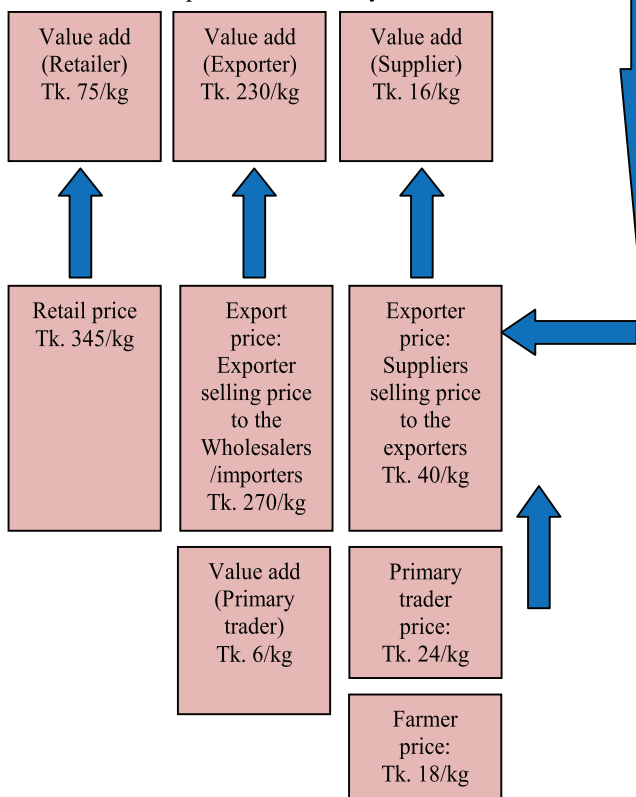 Value add
(Retailer)
Tk. 75/kg
Value add
(Exporter)
Tk. 230/kg
Value add
(Supplier)
Tk. 16/kg
Retail price
Tk. 345/kg
Export
price:
Exporter
selling price
to the
Wholesalers
/importers
Tk. 270/kg
Exporter
price:
Suppliers
selling price
to the
exporters
Tk. 40/kg
Value add
(Primary
trader)
Tk. 6/kg
Primary
trader
price:
Tk. 24/kg
Farmer
price:
Tk. 18/kg